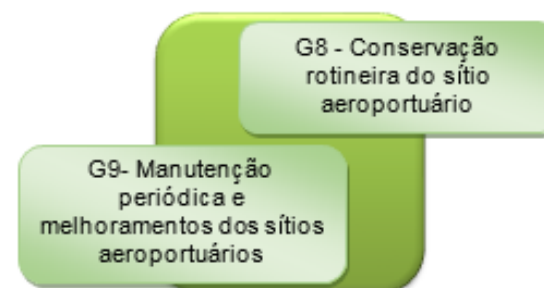 G8 - Conservação
rotineira do sítio
aeroportuário
G9- Manutenção
periódica e
melhoramentos dos sítios
aeroportuários